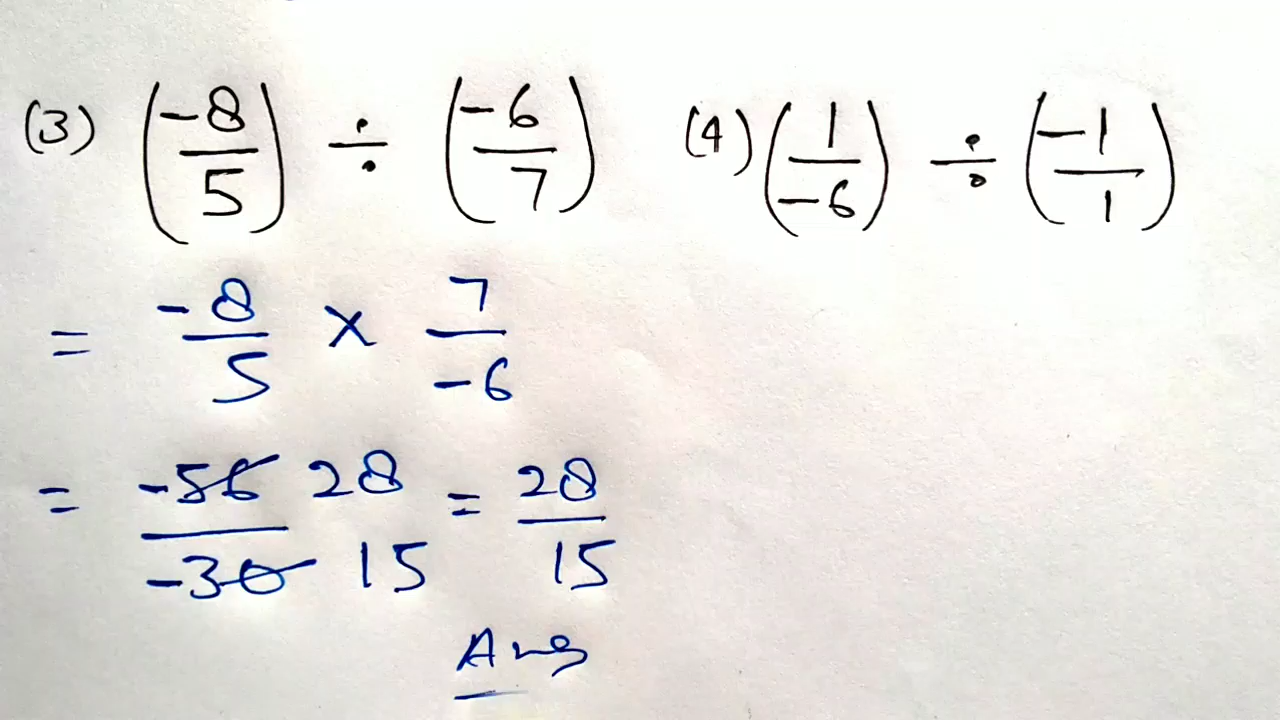 (3) (-8/5) ÷ (-6/7)
= -8/5 × 7/-6
= -56/-30 28/15 = 28/15
Ans
(4) (1/-6) ÷ (-1/1)